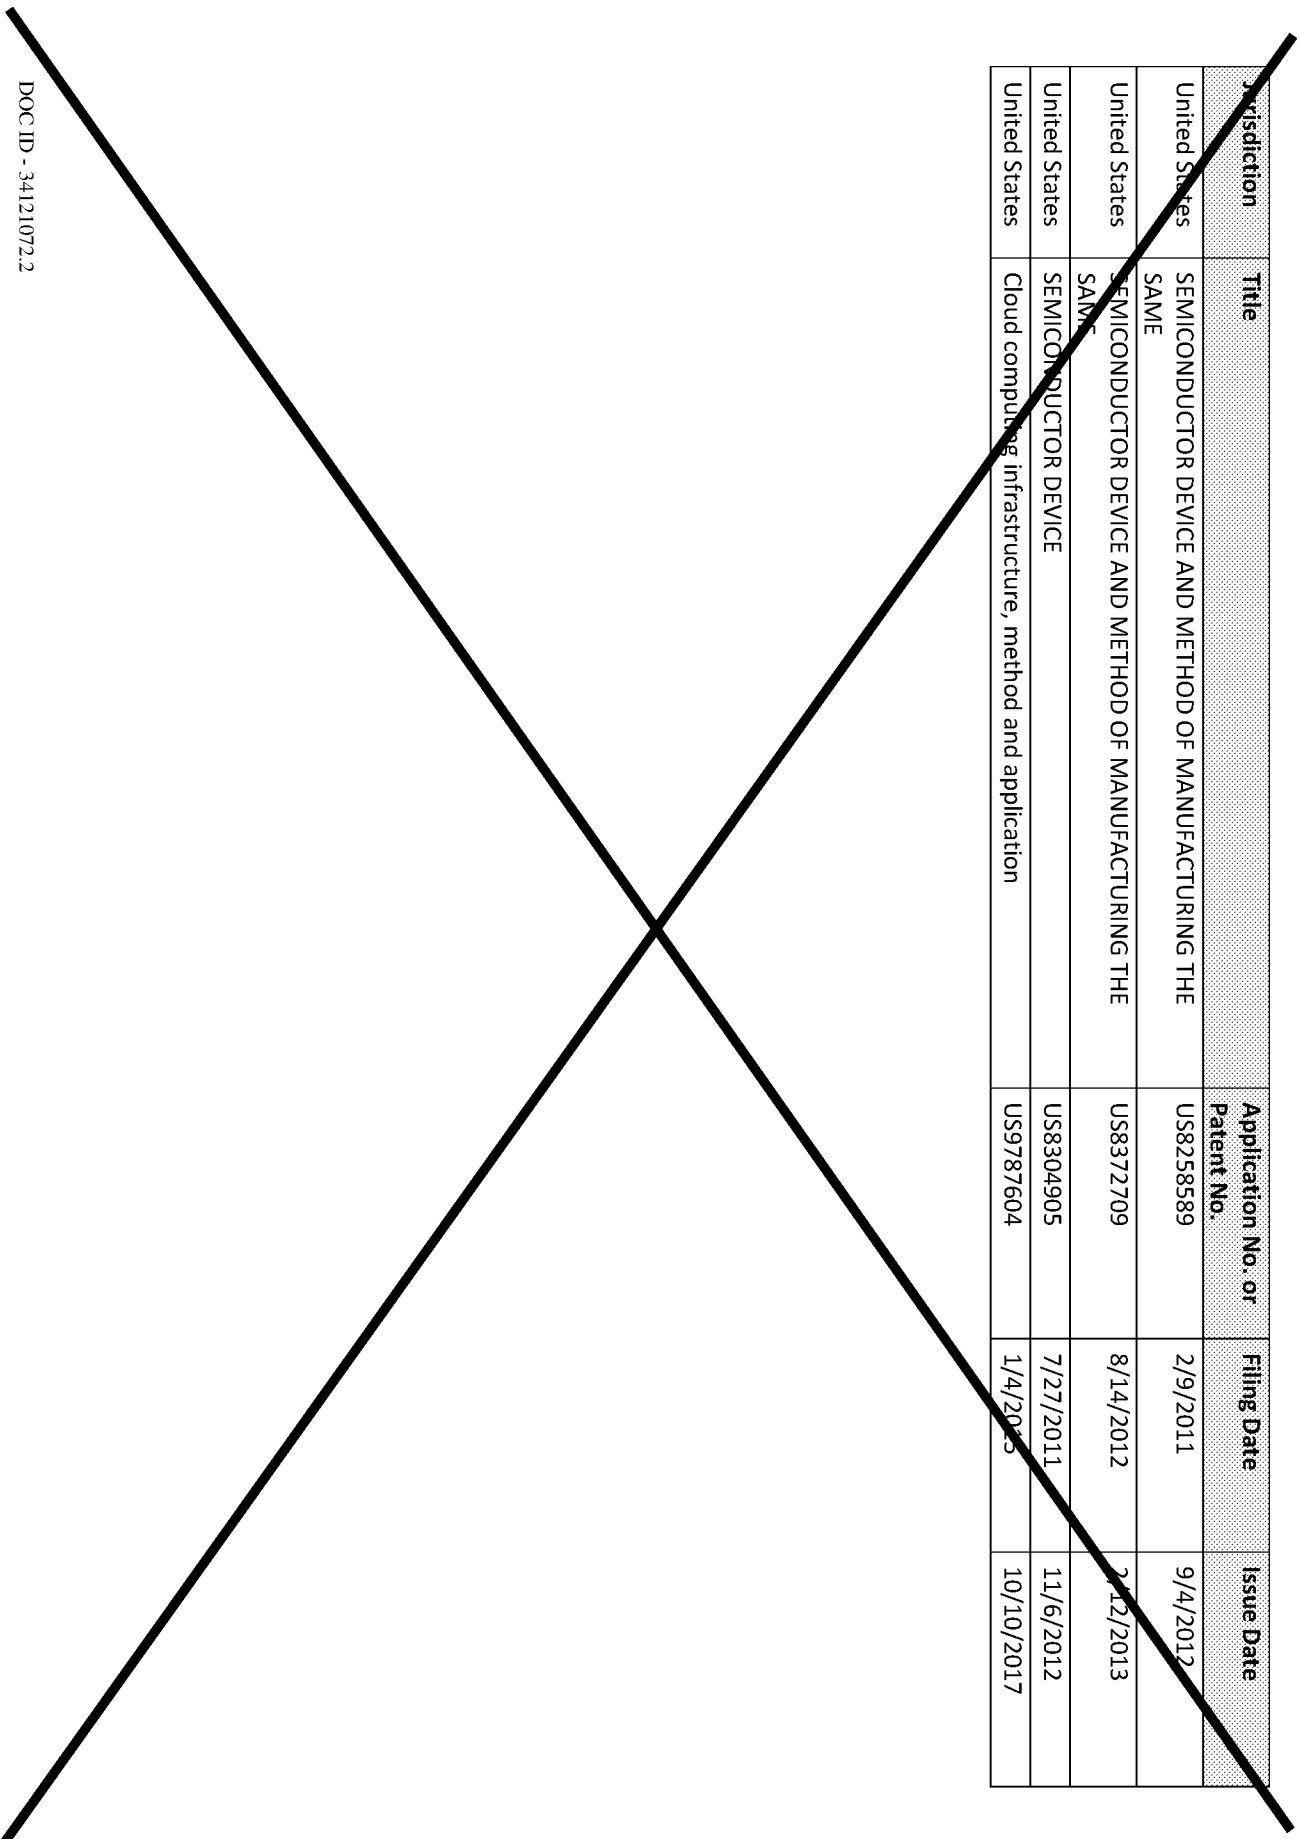 Jurisdiction Title Application No. or Patent No. Filing Date Issue Date
United States SEMICONDUCTOR DEVICE AND METHOD OF MANUFACTURING THE SAME US8258589 2/9/2011 9/4/2012
United States SEMICONDUCTOR DEVICE AND METHOD OF MANUFACTURING THE SAME US8372709 8/14/2012 2/12/2013
United States SEMICONDUCTOR DEVICE US8304905 7/27/2011 11/6/2012
United States Cloud computing infrastructure, method and application US9787604 10/10/2017
DOC ID - 34121072.2